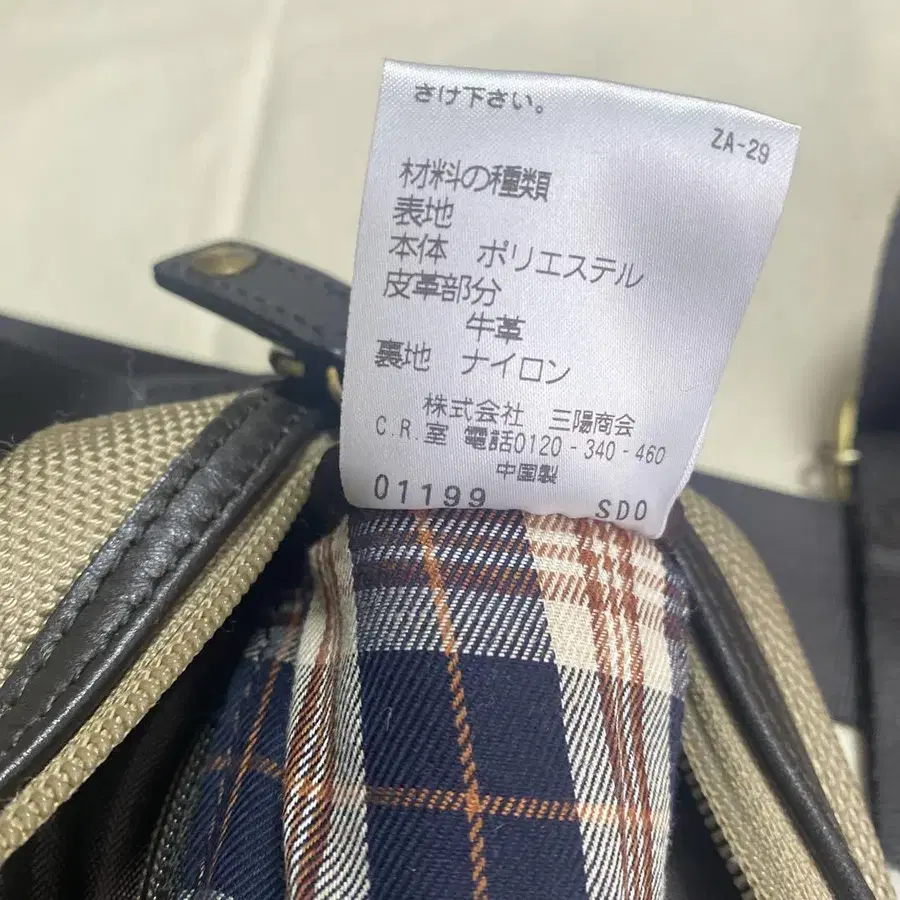 さけ下さい。
ZA-29
材料の種類
表地
本体 ポリエステル
皮革部分
牛革
裏地 ナイロン
株式会社 三陽商会
C.R.室 電話0120-340-460
中国製
01199 SDO